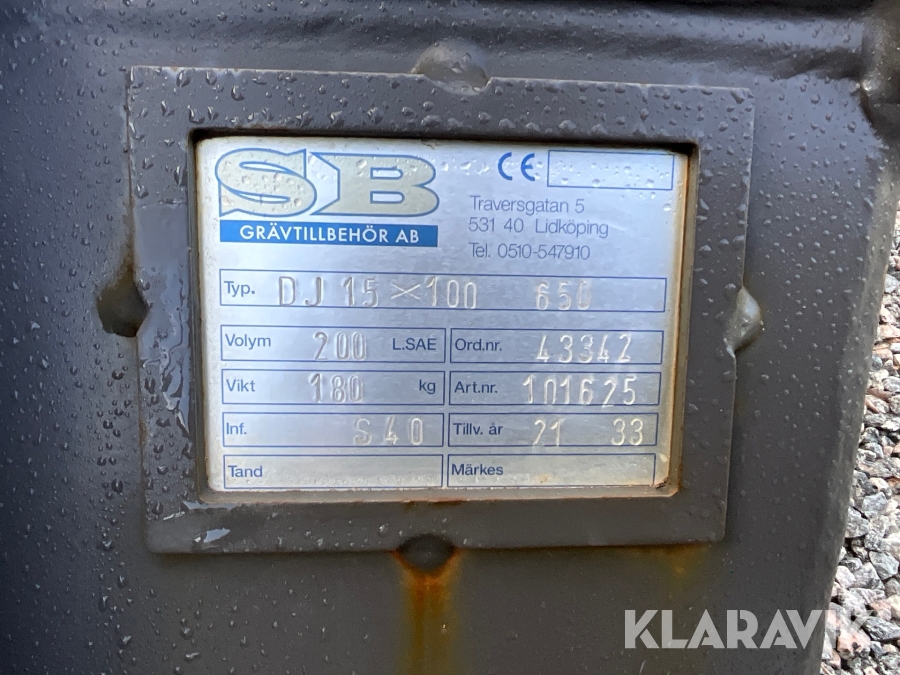 SB
GRÄVTILLBEHÖR AB
CE
Traversgatan 5
531 40 Lidköping
Tel. 0510-547910
Typ. DJ 15×100 650
Volym 200 L.SAE Ord.nr. 43342
Vikt 180 kg Art.nr. 101625
Inf. S40 Tillv. år 21 33
Tand Märkes
KLARAVIK